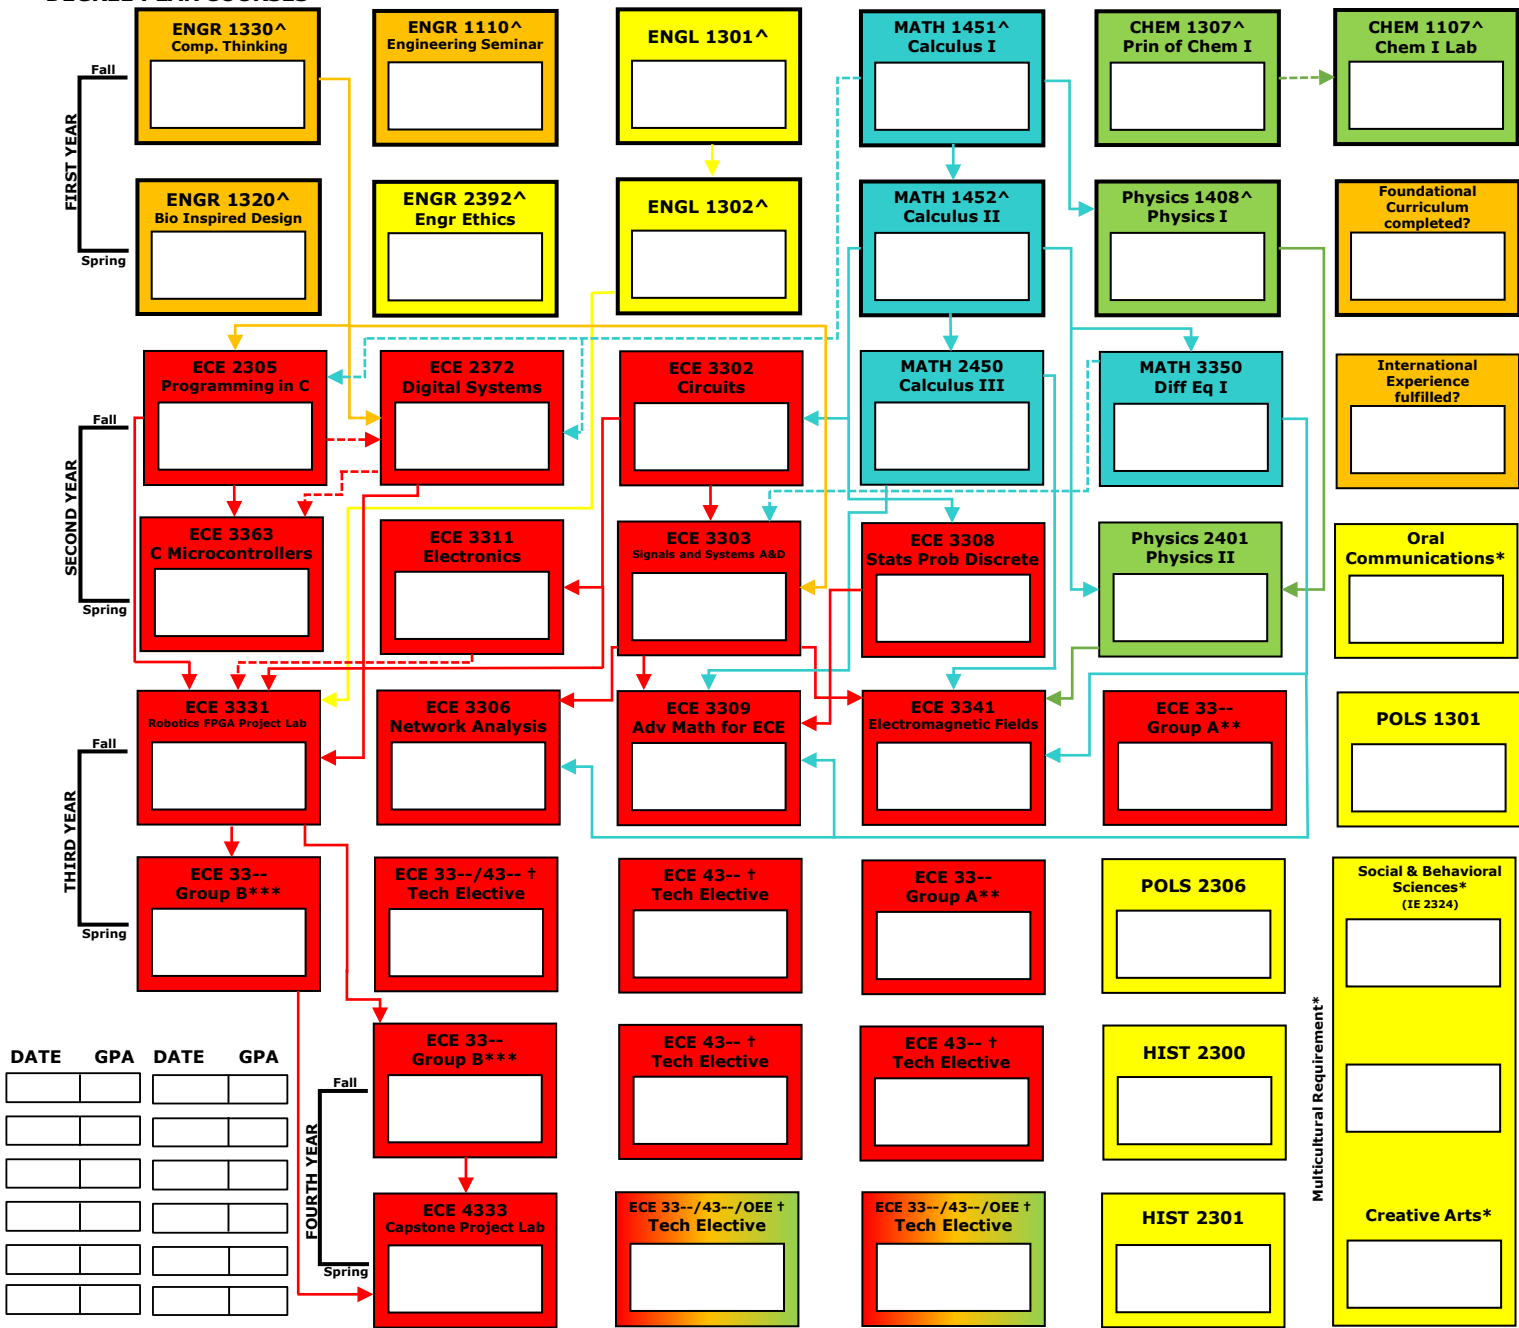 DEGREE PLAN COURSES
ENGR 1330^
Comp. Thinking
ENGR 1110^
Engineering Seminar
ENGL 1301^
MATH 1451^
Calculus I
CHEM 1307^
Prin of Chem I
CHEM 1107^
Chem I Lab
Fall
FIRST YEAR
Spring
ENGR 1320^
Bio Inspired Design
ENGR 2392^
Engr Ethics
ENGL 1302^
MATH 1452^
Calculus II
Physics 1408^
Physics I
Foundational
Curriculum
completed?
ECE 2305
Programming in C
ECE 2372
Digital Systems
ECE 3302
Circuits
MATH 2450
Calculus III
MATH 3350
Diff Eq I
International
Experience
fulfilled?
Fall
SECOND YEAR
Spring
ECE 3363
C Microcontrollers
ECE 3311
Electronics
ECE 3303
Signals and Systems A&D
ECE 3308
Stats Prob Discrete
Physics 2401
Physics II
Oral
Communications*
ECE 3331
Robotics FPGA Project Lab
ECE 3306
Network Analysis
ECE 3309
Adv Math for ECE
ECE 3341
Electromagnetic Fields
ECE 33--
Group A**
POLS 1301
Fall
THIRD YEAR
Spring
ECE 33--
Group B***
ECE 33--/43-- †
Tech Elective
ECE 43-- †
Tech Elective
ECE 33--
Group A**
POLS 2306
Social & Behavioral
Sciences*
(IE 2324)
Multicultural Requirement*
DATE GPA DATE GPA
ECE 33--
Group B***
ECE 43-- †
Tech Elective
ECE 43-- †
Tech Elective
HIST 2300
Fall
FOURTH YEAR
Spring
ECE 4333
Capstone Project Lab
ECE 33--/43--/OEE †
Tech Elective
ECE 33--/43--/OEE †
Tech Elective
HIST 2301
Creative Arts*